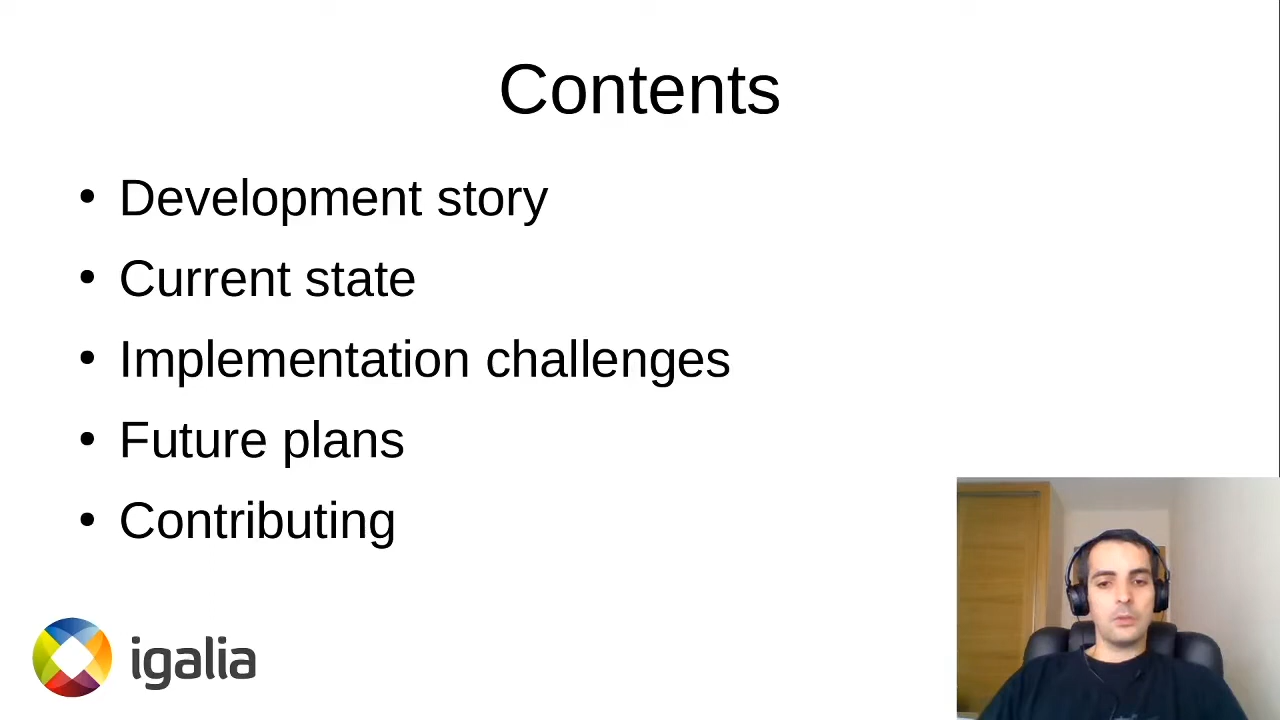 Contents
• Development story
• Current state
• Implementation challenges
• Future plans
• Contributing
igalia